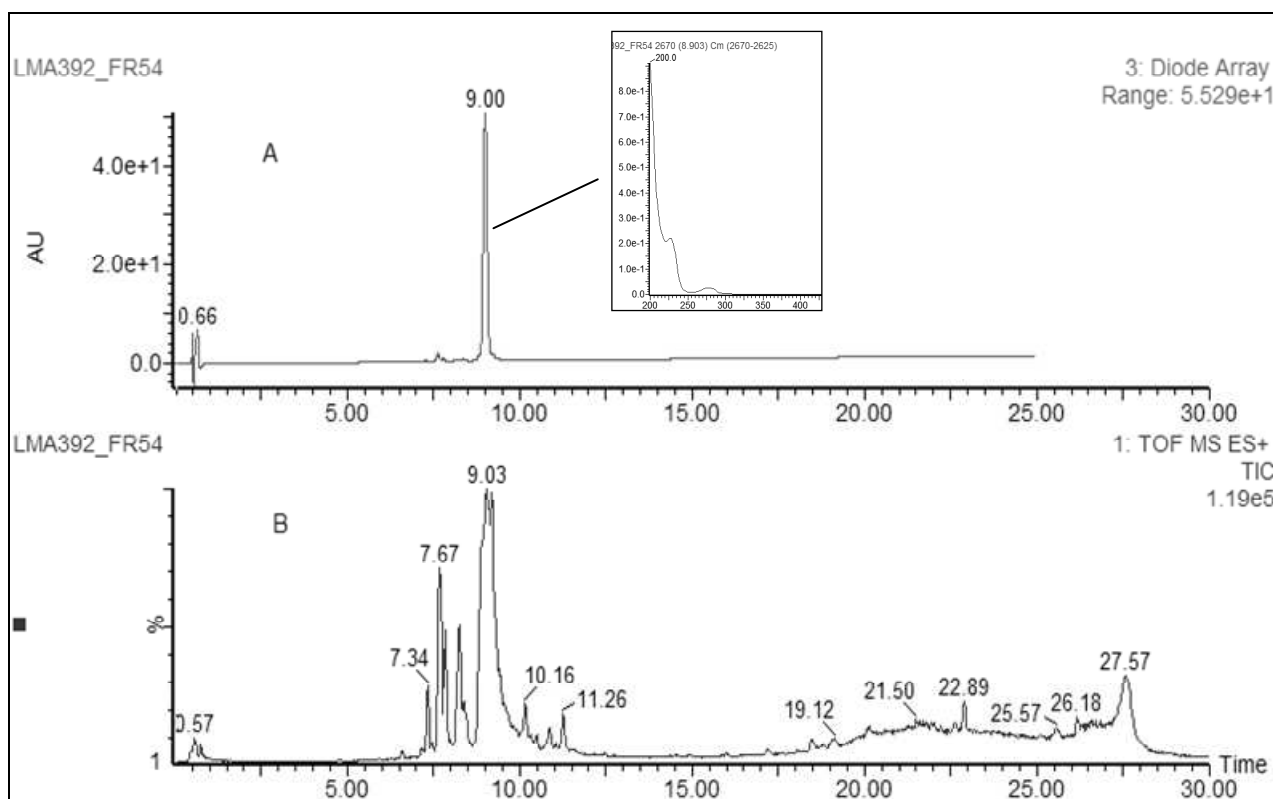 392_FR54 2670 (8.903) Cm (2670-2625)
LMA392_FR54
3: Diode Array
Range: 5.529e+1
200.0
9.00
8.0e-1
7.0e-1
6.0e-1
5.0e-1
4.0e-1
3.0e-1
2.0e-1
1.0e-1
0.0
200 250 300 350 400
A
4.0e+1
AU
2.0e+1
0.66
0.0
5.00 10.00 15.00 20.00 25.00 30.00
LMA392_FR54
1: TOF MS ES+
TIC
1.19e5
9.03
B
7.67
%
7.34
10.16
11.26
0.57
19.12
21.50
22.89
25.57
26.18
27.57
1
Time
5.00 10.00 15.00 20.00 25.00 30.00